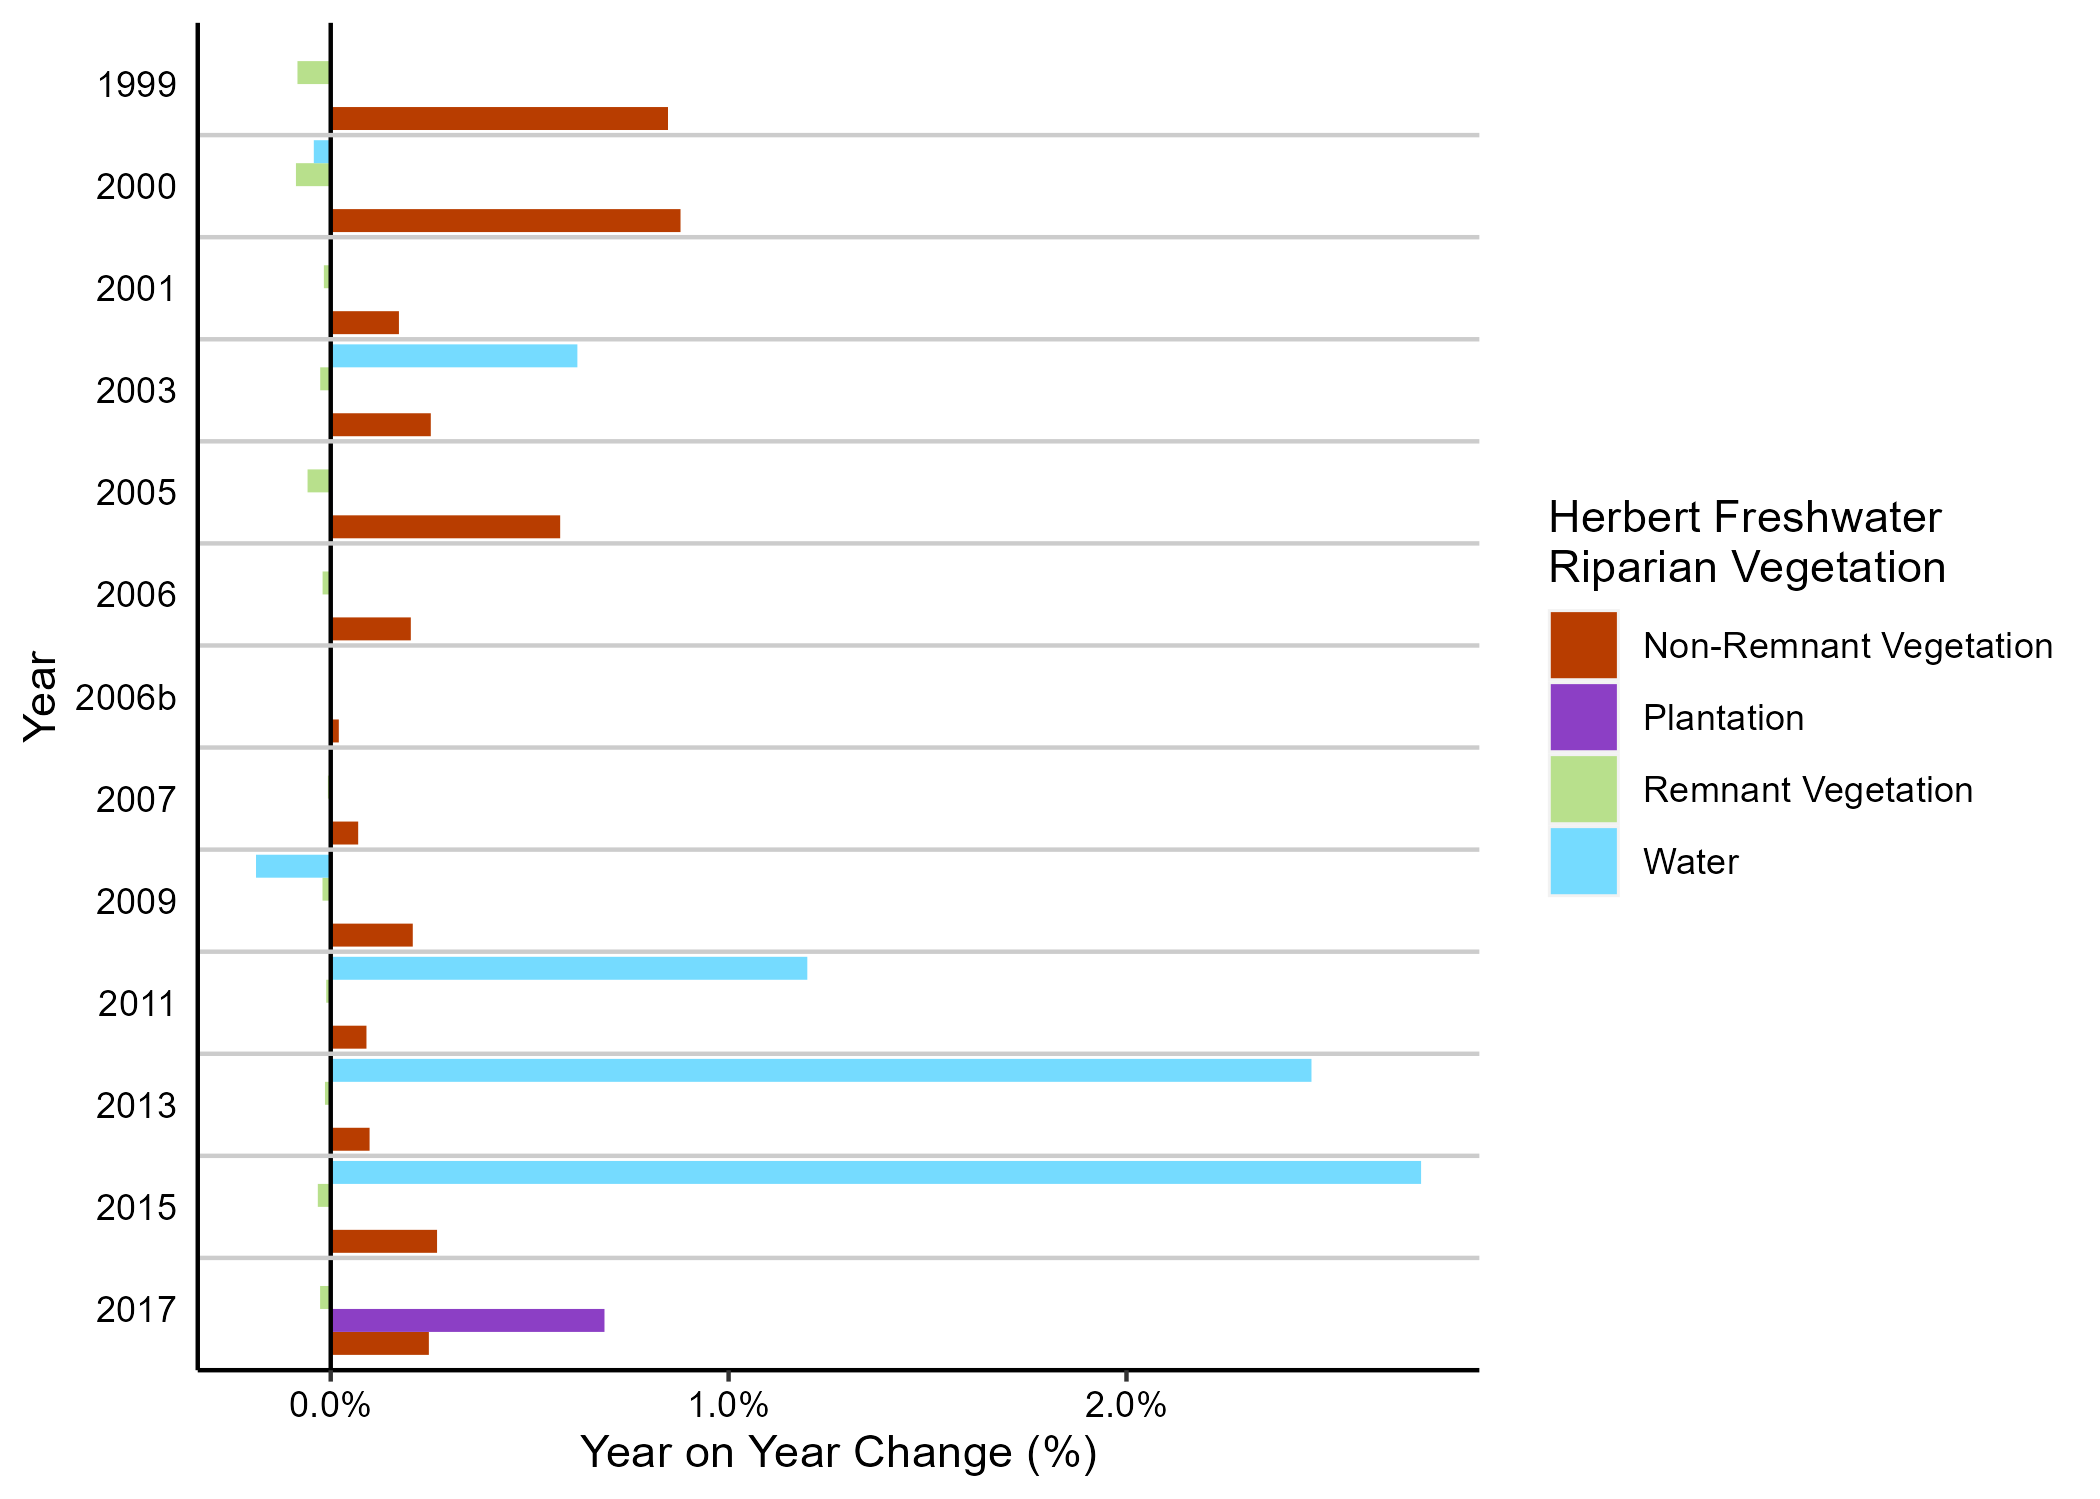 1999
2000
2001
2003
2005
2006
2006b
2007
2009
2011
2013
2015
2017
Year
0.0%
1.0%
2.0%
Year on Year Change (%)
Herbert Freshwater
Riparian Vegetation
Non-Remnant Vegetation
Plantation
Remnant Vegetation
Water